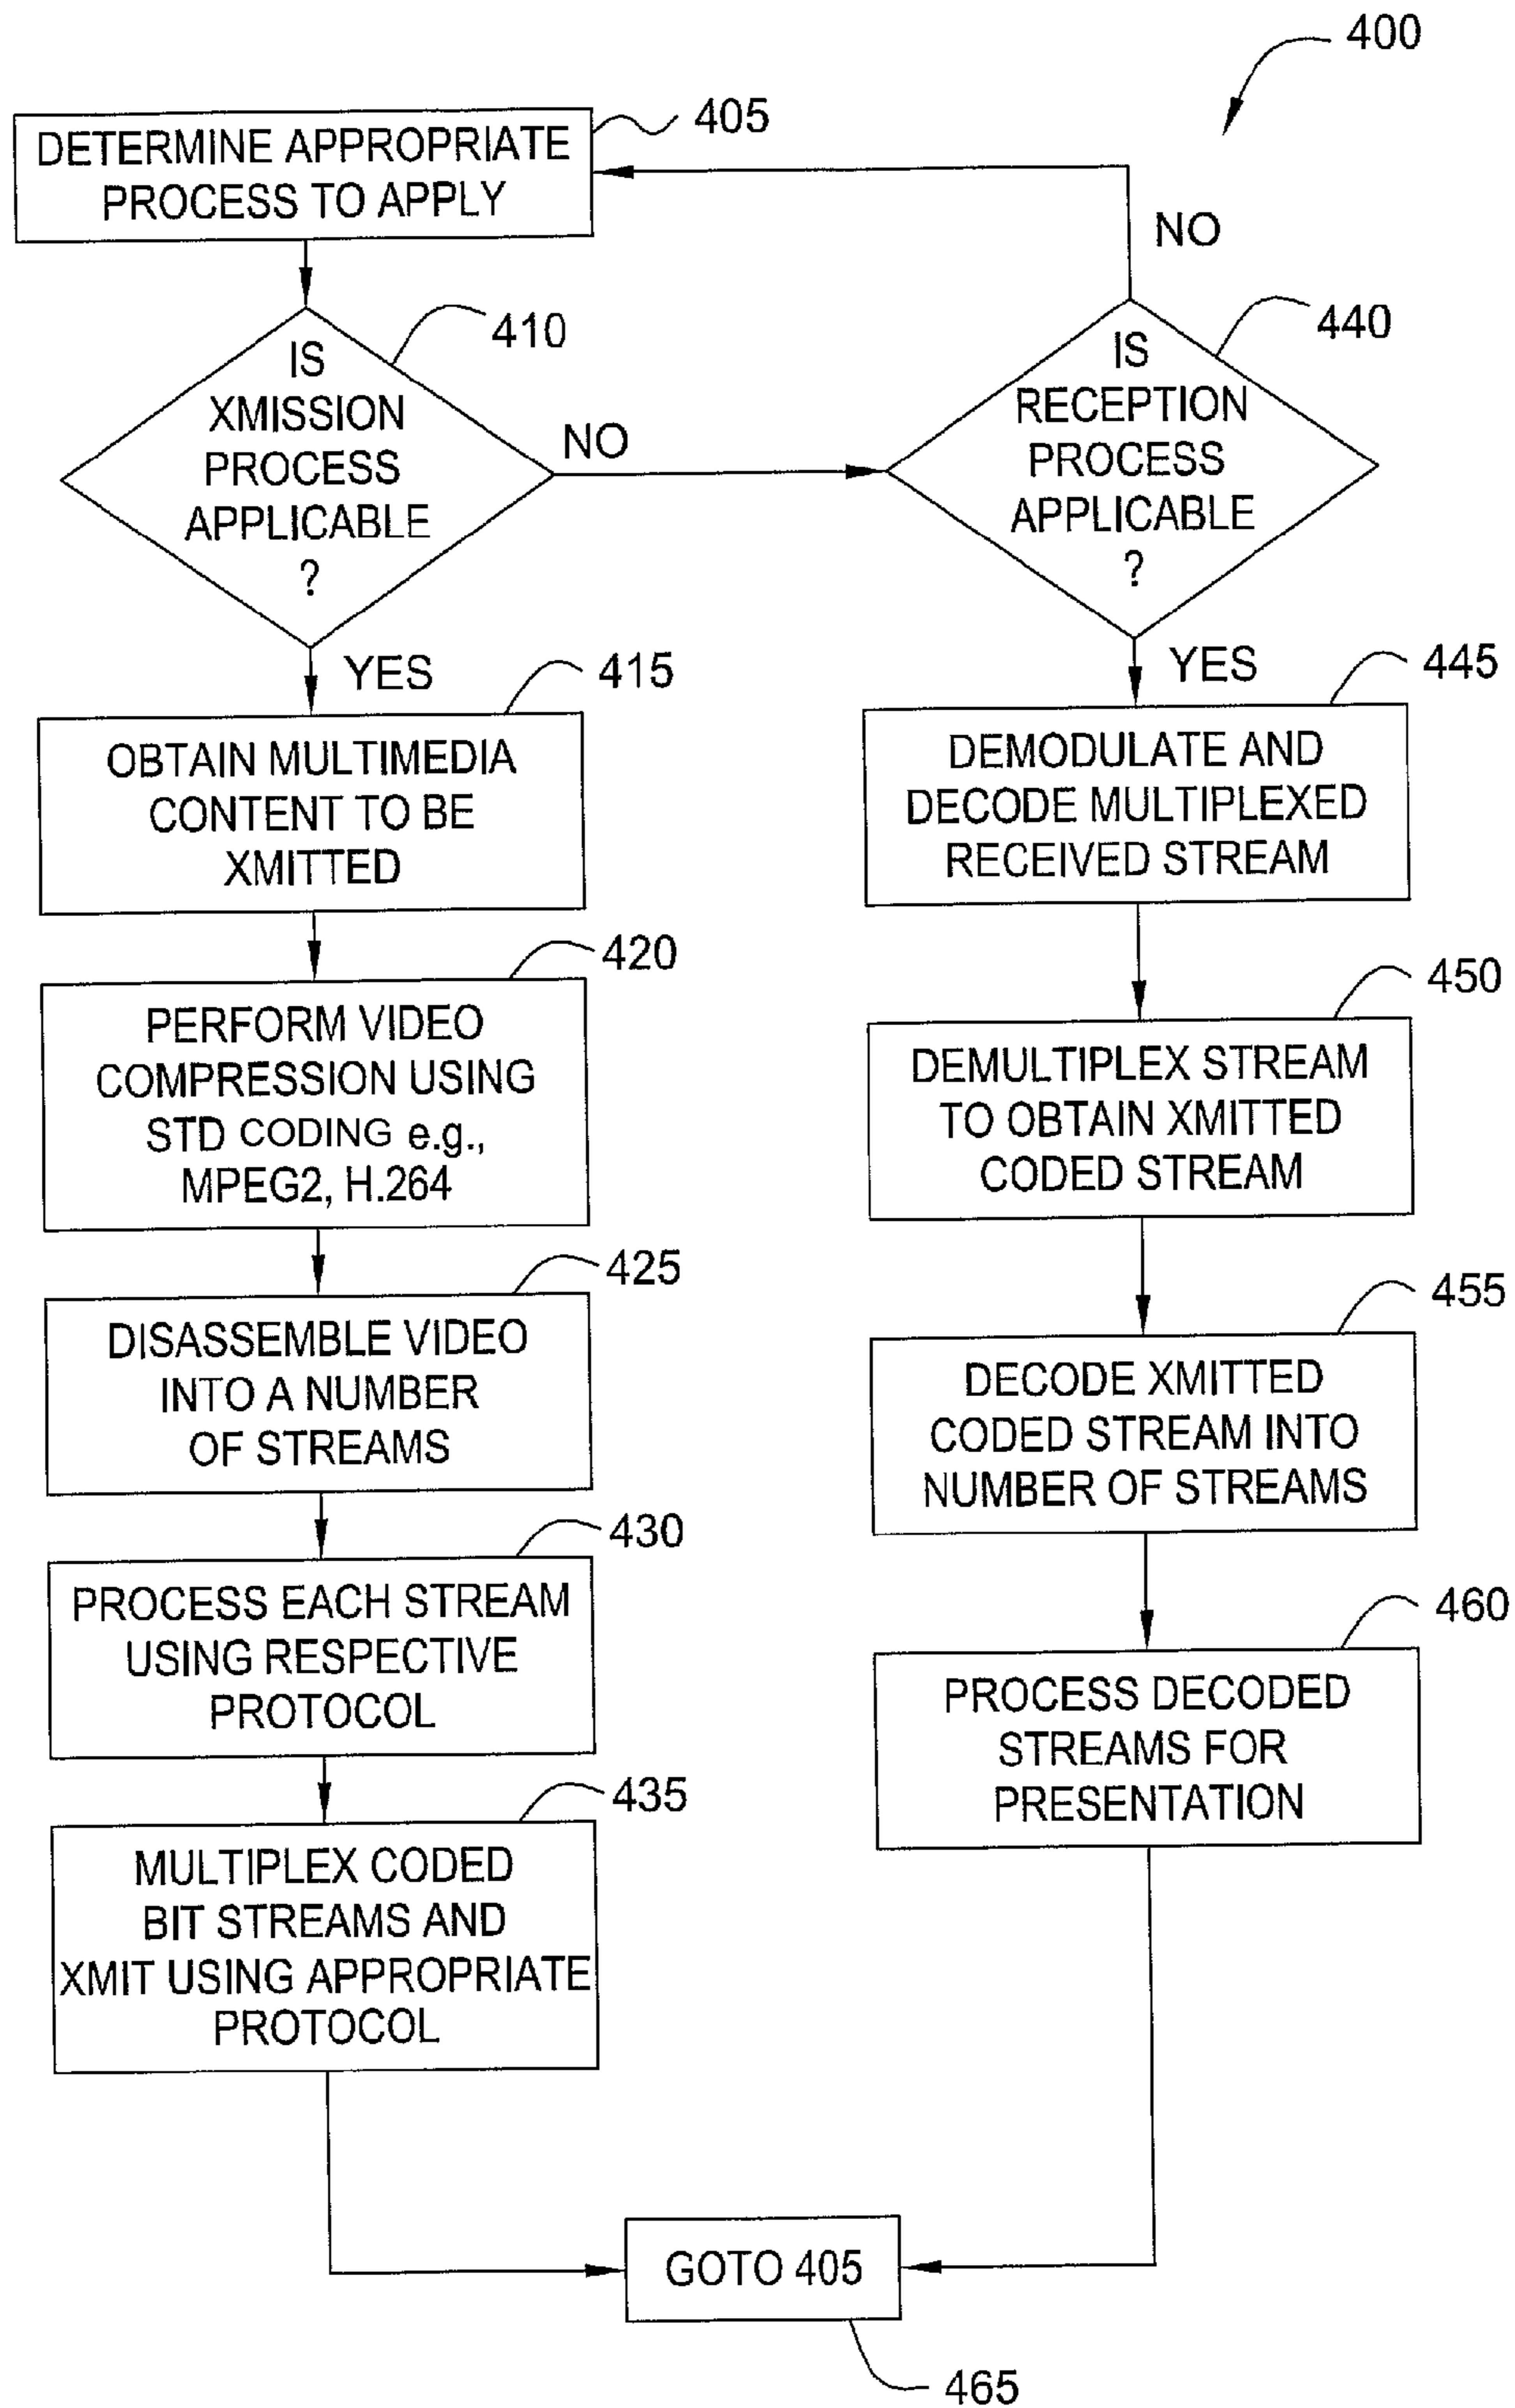 400
405
DETERMINE APPROPRIATE
PROCESS TO APPLY
NO
410
IS
XMISSION
PROCESS
APPLICABLE
?
NO
440
IS
RECEPTION
PROCESS
APPLICABLE
?
YES
415
OBTAIN MULTIMEDIA
CONTENT TO BE
XMITTED
420
PERFORM VIDEO
COMPRESSION USING
STD CODING e.g.,
MPEG2, H.264
425
DISASSEMBLE VIDEO
INTO A NUMBER
OF STREAMS
430
PROCESS EACH STREAM
USING RESPECTIVE
PROTOCOL
435
MULTIPLEX CODED
BIT STREAMS AND
XMIT USING APPROPRIATE
PROTOCOL
YES
445
DEMODULATE AND
DECODE MULTIPLEXED
RECEIVED STREAM
450
DEMULTIPLEX STREAM
TO OBTAIN XMITTED
CODED STREAM
455
DECODE XMITTED
CODED STREAM INTO
NUMBER OF STREAMS
460
PROCESS DECODED
STREAMS FOR
PRESENTATION
GOTO 405
465